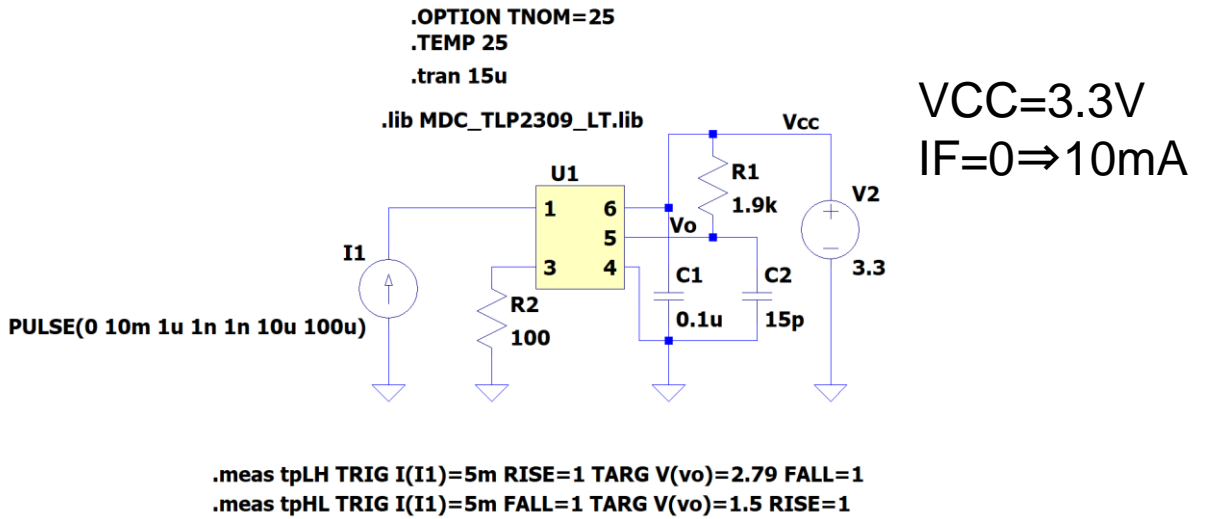 .OPTION TNOM=25
.TEMP 25
.tran 15u
.lib MDC_TLP2309_LT.lib
VCC=3.3V
IF=0⇒10mA
Vcc
U1
R1
1.9k
V2
1
6
Vo
5
I1
3
4
C1
C2
3.3
R2
100
0.1u
15p
PULSE(0 10m 1u 1n 1n 10u 100u)
.meas tpLH TRIG I(I1)=5m RISE=1 TARG V(vo)=2.79 FALL=1
.meas tpHL TRIG I(I1)=5m FALL=1 TARG V(vo)=1.5 RISE=1